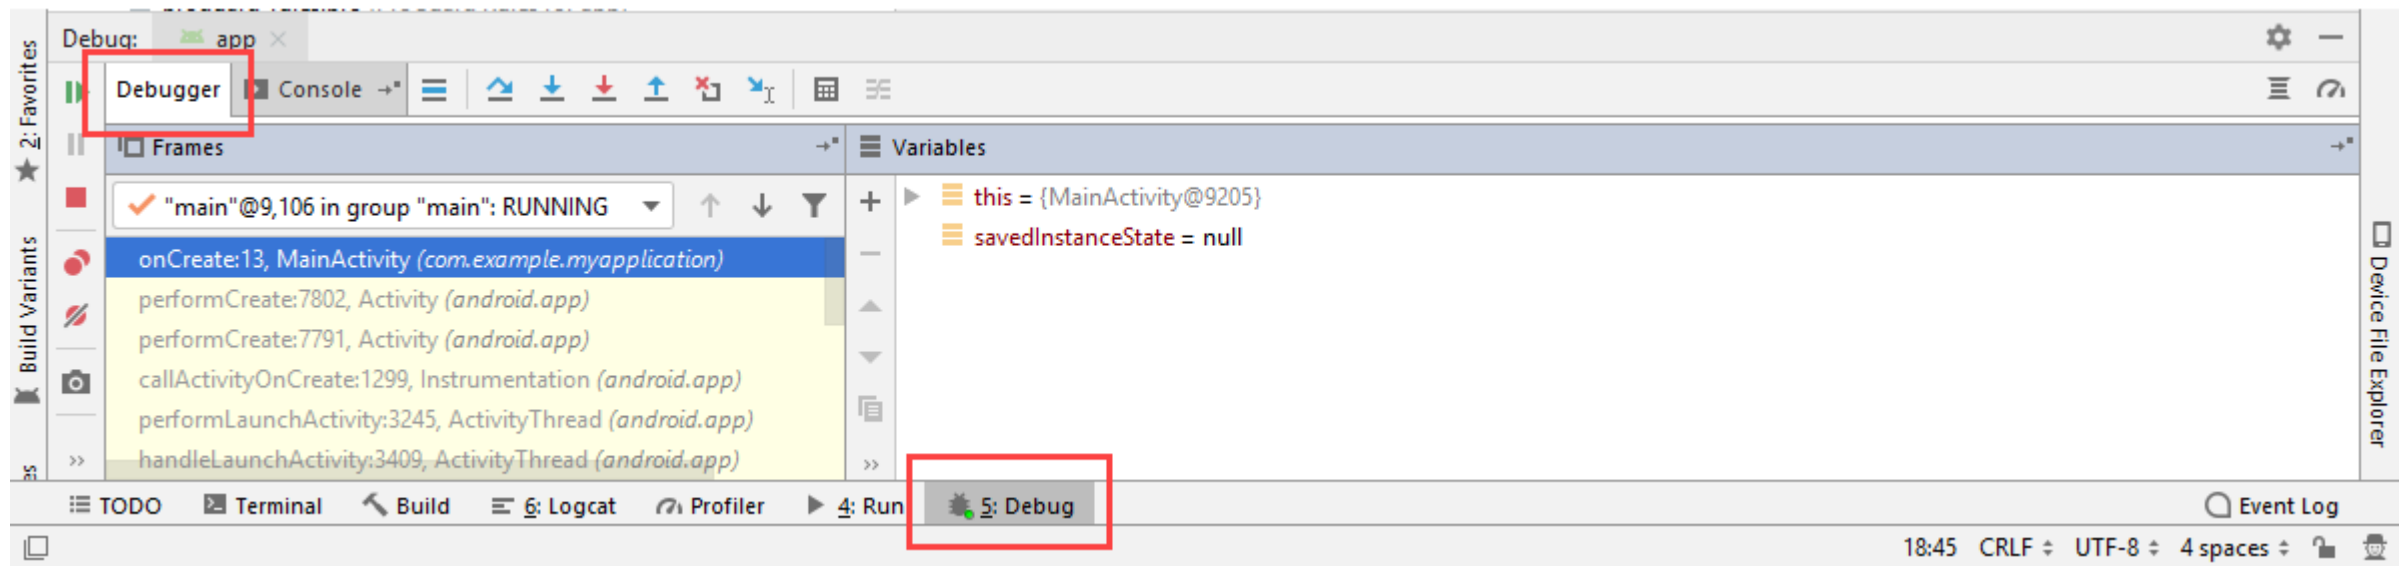 Debug: app
Debugger Console
Frames
Variables
"main"@9,106 in group "main": RUNNING
this = {MainActivity@9205}
savedInstanceState = null
onCreate:13, MainActivity (com.example.myapplication)
performCreate:7802, Activity (android.app)
performCreate:7791, Activity (android.app)
callActivityOnCreate:1299, Instrumentation (android.app)
performLaunchActivity:3245, ActivityThread (android.app)
handleLaunchActivity:3409, ActivityThread (android.app)
2: Favorites
Build Variants
Device File Explorer
TODO Terminal Build 6: Logcat Profiler 4: Run 5: Debug Event Log
18:45 CRLF UTF-8 4 spaces